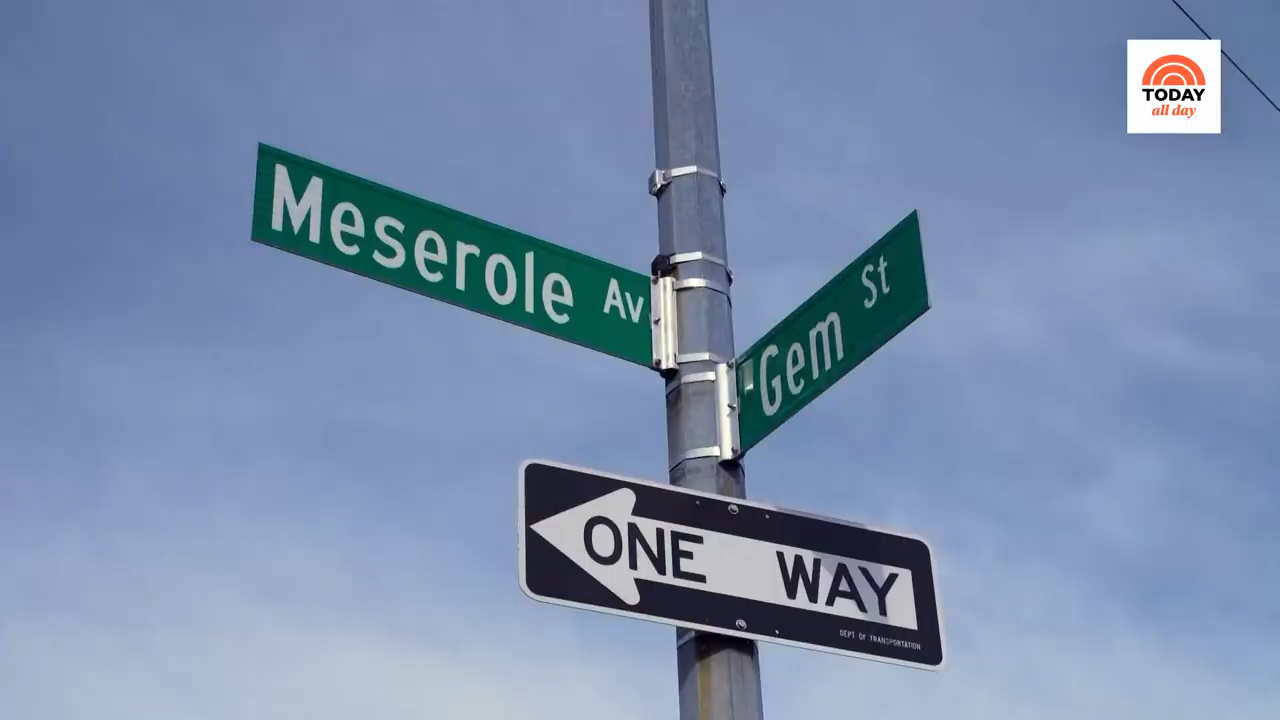 TODAY
all day
Meserole Av
Gem St
ONE WAY
DEPT OF TRANSPORTATION